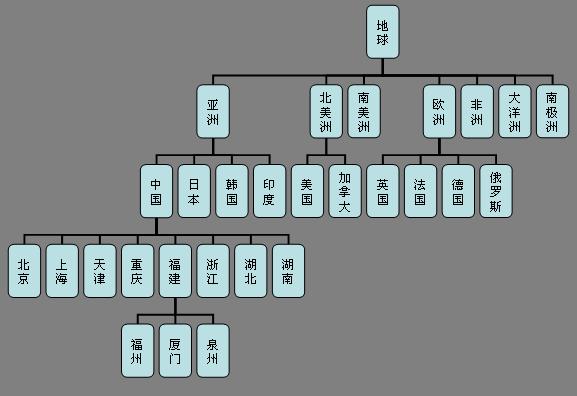 地球
亚洲
北美洲
南美洲
欧洲
非洲
大洋洲
南极洲
中国
日本
韩国
印度
美国
加拿大
英国
法国
德国
俄罗斯
北京
上海
天津
重庆
福建
浙江
湖北
湖南
福州
厦门
泉州